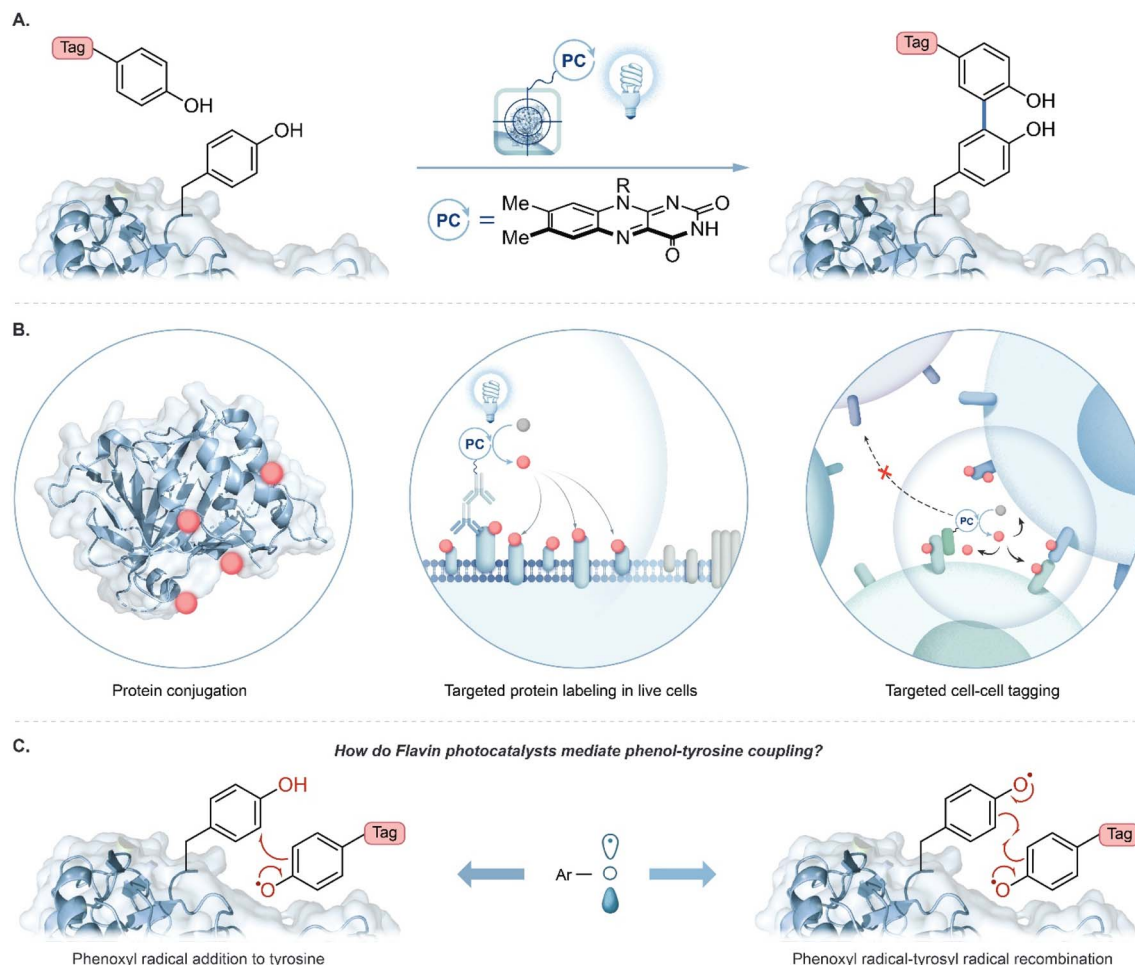 A.
Tag
OH
OH
PC
PC
=
Me
Me
R
N
N
N
O
NH
O
Tag
OH
OH
B.
PC
PC
Protein conjugation
Targeted protein labeling in live cells
Targeted cell-cell tagging
C.
How do Flavin photocatalysts mediate phenol-tyrosine coupling?
OH
O
Tag
Ar
O
O
Tag
Phenoxyl radical addition to tyrosine
Phenoxyl radical-tyrosyl radical recombination